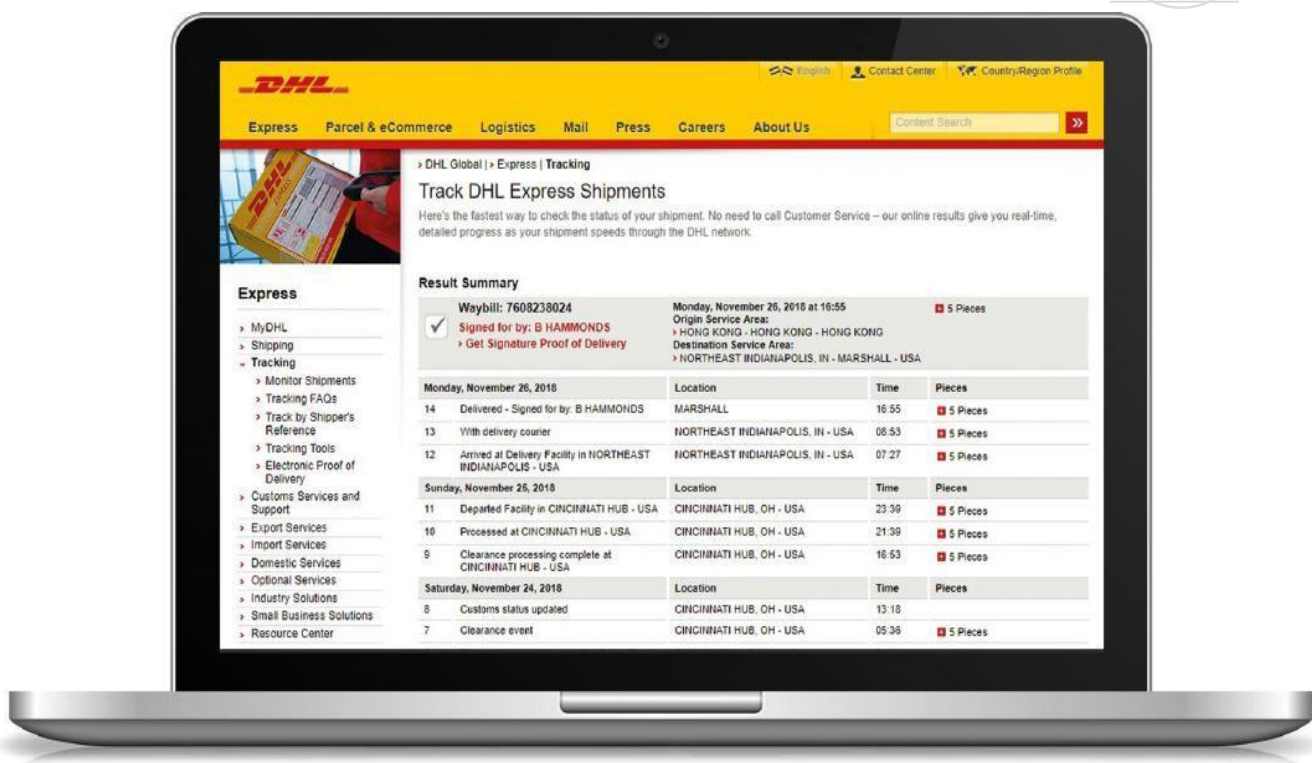 English Contact Center Country/Region Profile
DHL
Express Parcel & eCommerce Logistics Mail Press Careers About Us Content Search »
› DHL Global | › Express | Tracking
Track DHL Express Shipments
Here's the fastest way to check the status of your shipment. No need to call Customer Service – our online results give you real-time,
detailed progress as your shipment speeds through the DHL network.
DHL
Express
› MyDHL
› Shipping
Tracking
› Monitor Shipments
› Tracking FAQs
› Track by Shipper's
Reference
› Tracking Tools
› Electronic Proof of
Delivery
› Customs Services and
Support
› Export Services
› Import Services
› Domestic Services
› Optional Services
› Industry Solutions
› Small Business Solutions
› Resource Center
Result Summary
Waybill: 7608238024
Signed for by: B HAMMONDS
› Get Signature Proof of Delivery
Monday, November 26, 2018 at 16:55
Origin Service Area:
› HONG KONG - HONG KONG - HONG KONG
Destination Service Area:
› NORTHEAST INDIANAPOLIS, IN - MARSHALL - USA
5 Pieces
Monday, November 26, 2018 Location Time Pieces
14 Delivered - Signed for by: B HAMMONDS MARSHALL 16:55 5 Pieces
13 With delivery courier NORTHEAST INDIANAPOLIS, IN - USA 08:53 5 Pieces
12 Arrived at Delivery Facility in NORTHEAST NORTHEAST INDIANAPOLIS, IN - USA 07:27 5 Pieces
INDIANAPOLIS - USA
Sunday, November 25, 2018 Location Time Pieces
11 Departed Facility in CINCINNATI HUB - USA CINCINNATI HUB, OH - USA 23:39 5 Pieces
10 Processed at CINCINNATI HUB - USA CINCINNATI HUB, OH - USA 21:39 5 Pieces
9 Clearance processing complete at CINCINNATI HUB, OH - USA 16:53 5 Pieces
CINCINNATI HUB - USA
Saturday, November 24, 2018 Location Time Pieces
8 Customs status updated CINCINNATI HUB, OH - USA 13:18
7 Clearance event CINCINNATI HUB, OH - USA 05:36 5 Pieces